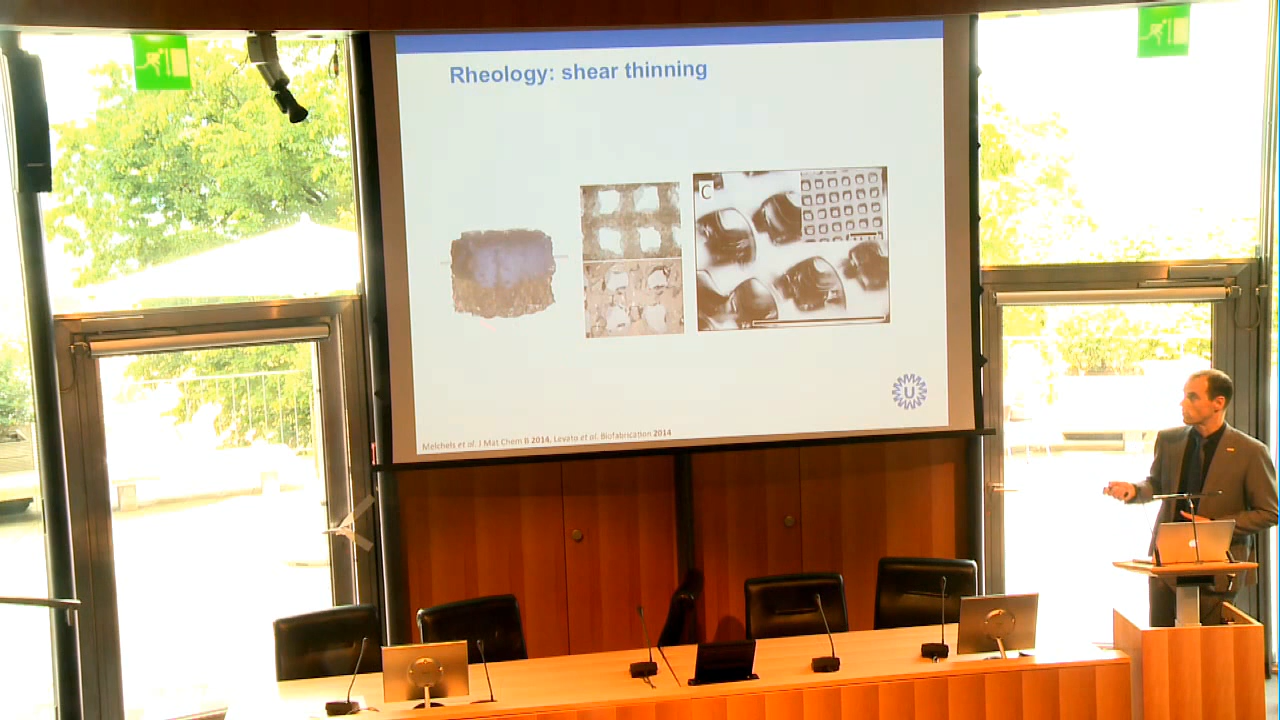 Rheology: shear thinning
C
U
Melchels et al. J Mat Chem B 2014, Levato et al. Biofabrication 2014